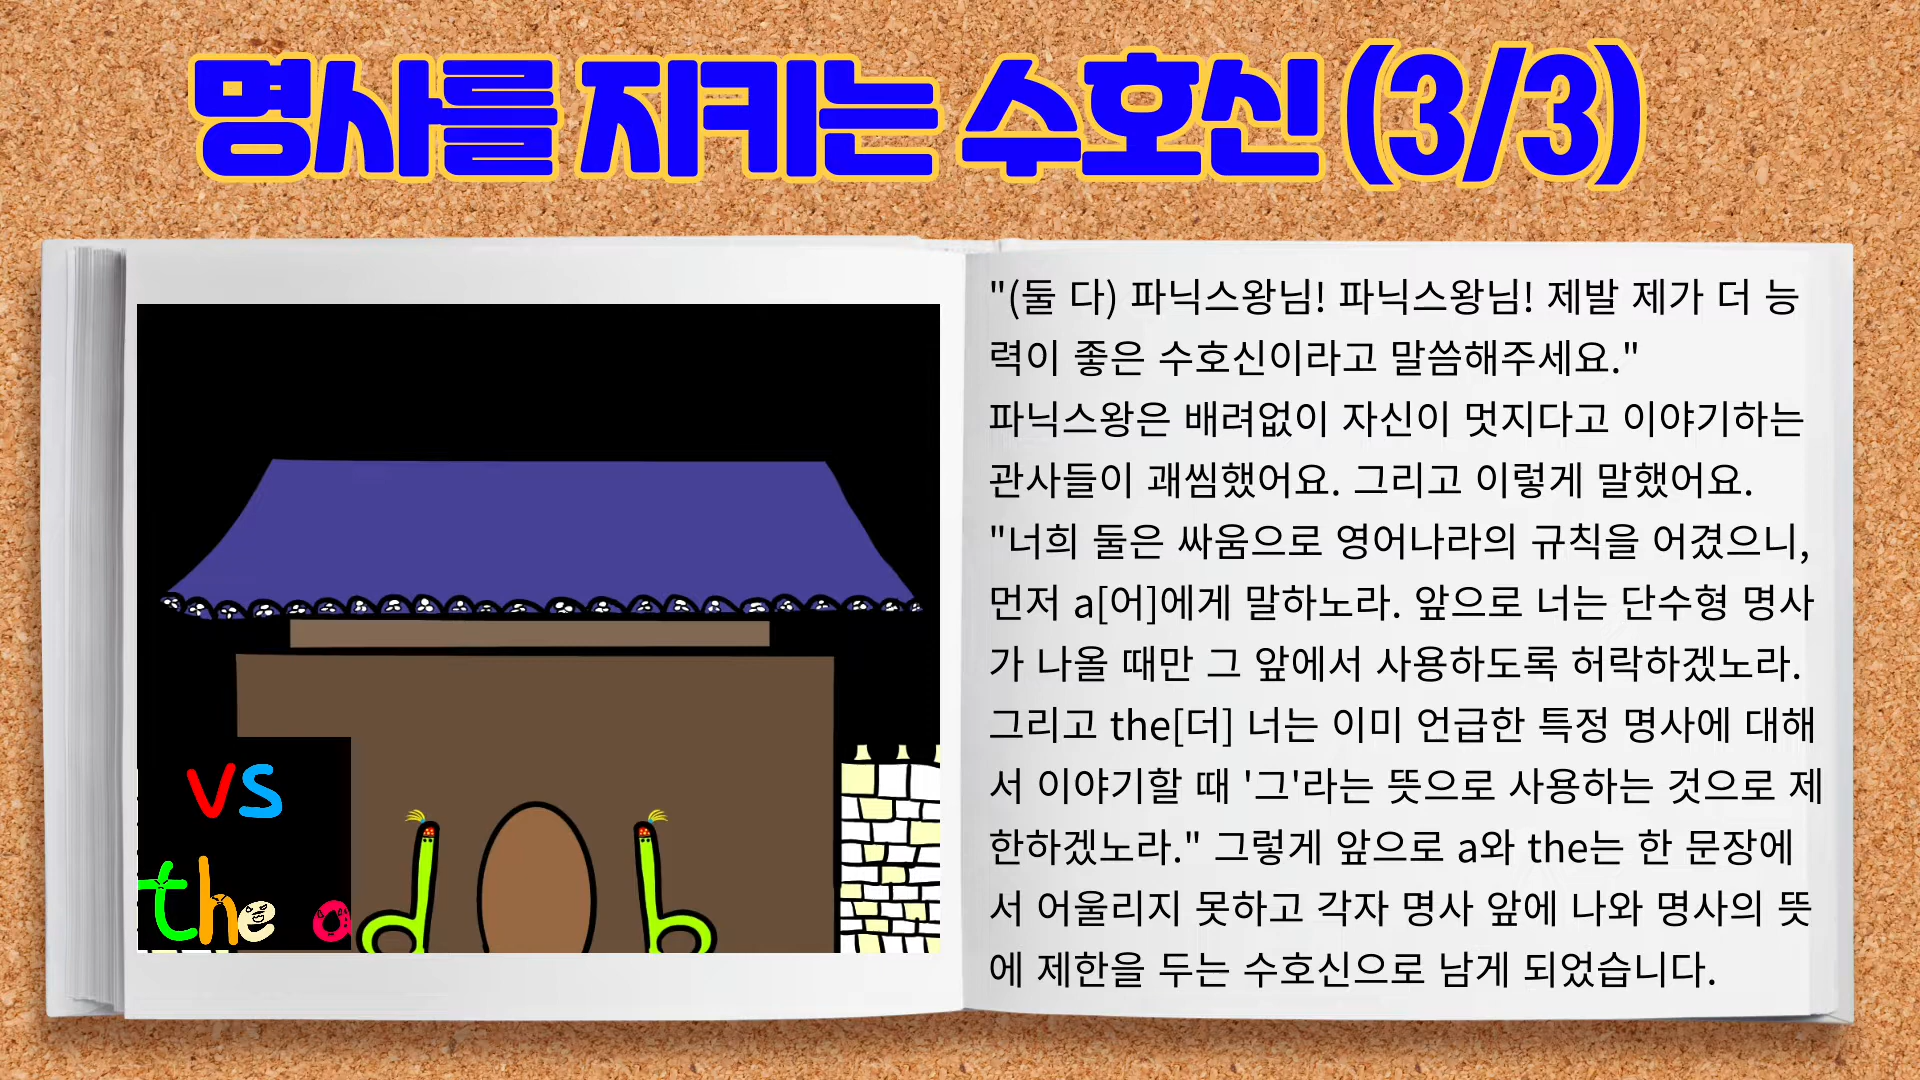 명사를 지키는 수호신 (3/3)
"(둘 다) 파닉스왕님! 파닉스왕님! 제발 제가 더 능
력이 좋은 수호신이라고 말씀해주세요."
파닉스왕은 배려없이 자신이 멋지다고 이야기하는
관사들이 괘씸했어요. 그리고 이렇게 말했어요.
"너희 둘은 싸움으로 영어나라의 규칙을 어겼으니,
먼저 a[어]에게 말하노라. 앞으로 너는 단수형 명사
가 나올 때만 그 앞에서 사용하도록 허락하겠노라.
그리고 the[더] 너는 이미 언급한 특정 명사에 대해
서 이야기할 때 '그'라는 뜻으로 사용하는 것으로 제
한하겠노라." 그렇게 앞으로 a와 the는 한 문장에
서 어울리지 못하고 각자 명사 앞에 나와 명사의 뜻
에 제한을 두는 수호신으로 남게 되었습니다.
vs
the a